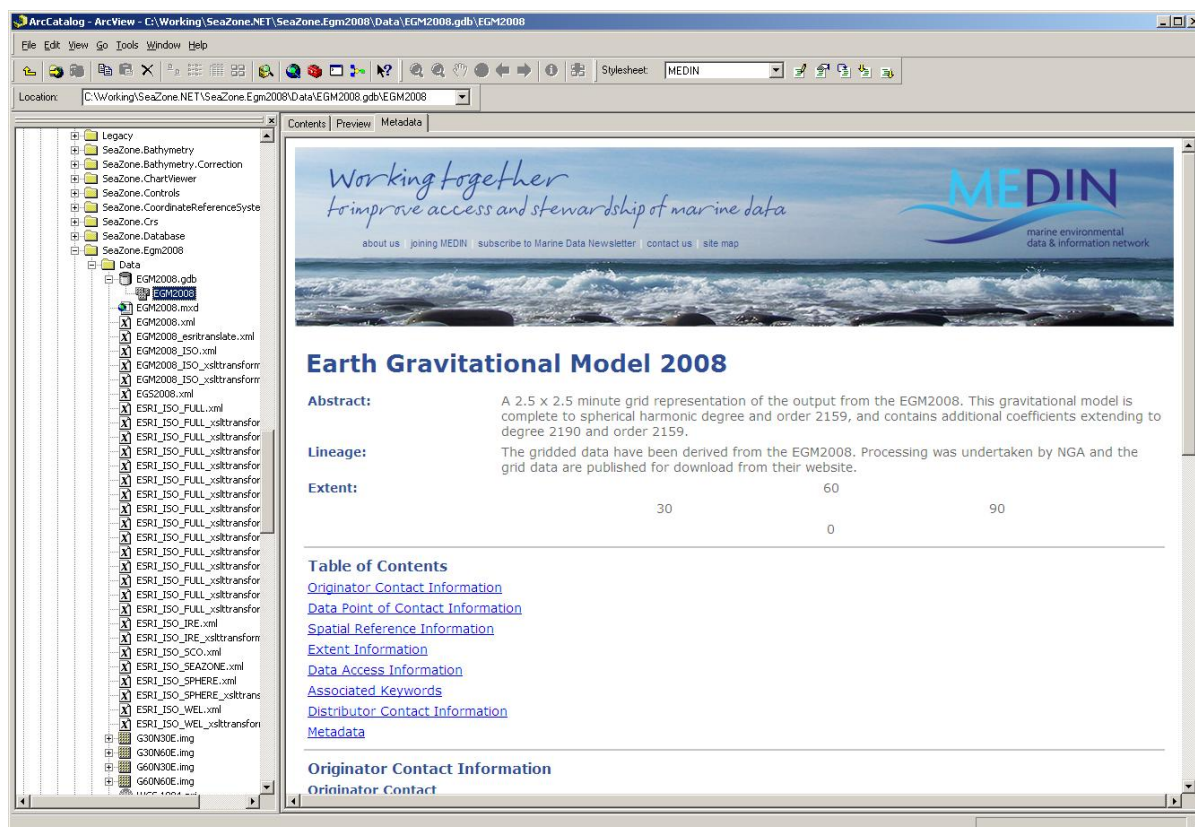 ArcCatalog - ArcView - C:\Working\SeaZone.NET\SeaZone.Egm2008\Data\EGM2008.gdb\EGM2008
File Edit View Go Tools Window Help
Stylesheet: MEDIN
Location: C:\Working\SeaZone.NET\SeaZone.Egm2008\Data\EGM2008.gdb\EGM2008
Legacy
SeaZone.Bathymetry
SeaZone.Bathymetry.Correction
SeaZone.ChartViewer
SeaZone.Controls
SeaZone.CoordinateReferenceSyste
SeaZone.Crs
SeaZone.Database
SeaZone.Egm2008
Data
EGM2008.gdb
EGM2008
EGM2008.mxd
EGM2008.xml
EGM2008_esritranslate.xml
EGM2008_ISO.xml
EGM2008_ISO_xslttransform
EGM2008_ISO_xslttransform
EGS2008.xml
ESRI_ISO_FULL.xml
ESRI_ISO_FULL_xslttransfor
ESRI_ISO_FULL_xslttransfor
ESRI_ISO_FULL_xslttransfor
ESRI_ISO_FULL_xslttransfor
ESRI_ISO_FULL_xslttransfor
ESRI_ISO_FULL_xslttransfor
ESRI_ISO_FULL_xslttransfor
ESRI_ISO_FULL_xslttransfor
ESRI_ISO_FULL_xslttransfor
ESRI_ISO_FULL_xslttransfor
ESRI_ISO_FULL_xslttransfor
ESRI_ISO_FULL_xslttransfor
ESRI_ISO_FULL_xslttransfor
ESRI_ISO_FULL_xslttransfor
ESRI_ISO_IRE.xml
ESRI_ISO_IRE_xslttransform
ESRI_ISO_SCO.xml
ESRI_ISO_SEAZONE.xml
ESRI_ISO_SPHERE.xml
ESRI_ISO_SPHERE_xslttrans
ESRI_ISO_WEL.xml
ESRI_ISO_WEL_xslttransfor
G30N30E.img
G30N60E.img
G60N30E.img
G60N60E.img
Contents Preview Metadata
Working together
to improve access and stewardship of marine data
about us | joining MEDIN | subscribe to Marine Data Newsletter | contact us | site map
MEDIN
marine environmental
data & information network
Earth Gravitational Model 2008
Abstract: A 2.5 x 2.5 minute grid representation of the output from the EGM2008. This gravitational model is
complete to spherical harmonic degree and order 2159, and contains additional coefficients extending to
degree 2190 and order 2159.
Lineage: The gridded data have been derived from the EGM2008. Processing was undertaken by NGA and the
grid data are published for download from their website.
Extent: 60
30 90
0
Table of Contents
Originator Contact Information
Data Point of Contact Information
Spatial Reference Information
Extent Information
Data Access Information
Associated Keywords
Distributor Contact Information
Metadata
Originator Contact Information
Originator Contact